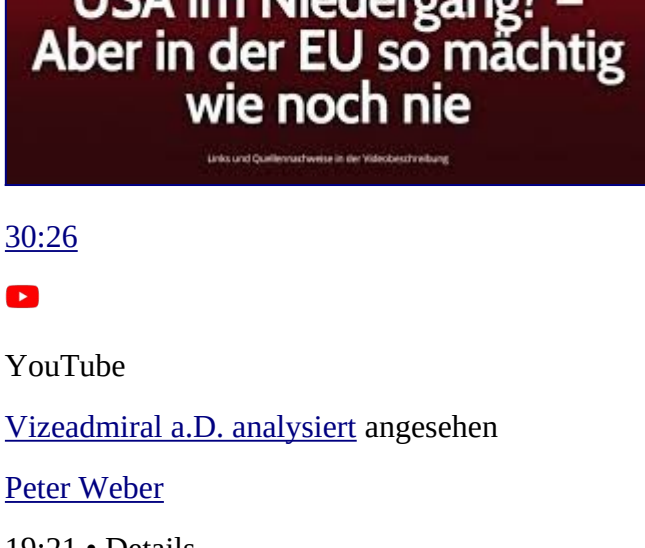 USA im Niedergang? –
Aber in der EU so mächtig
wie noch nie
Links und Quellennachweise in der Videobeschreibung
30:26
YouTube
Vizeadmiral a.D. analysiert angesehen
Peter Weber
19:21 • Details